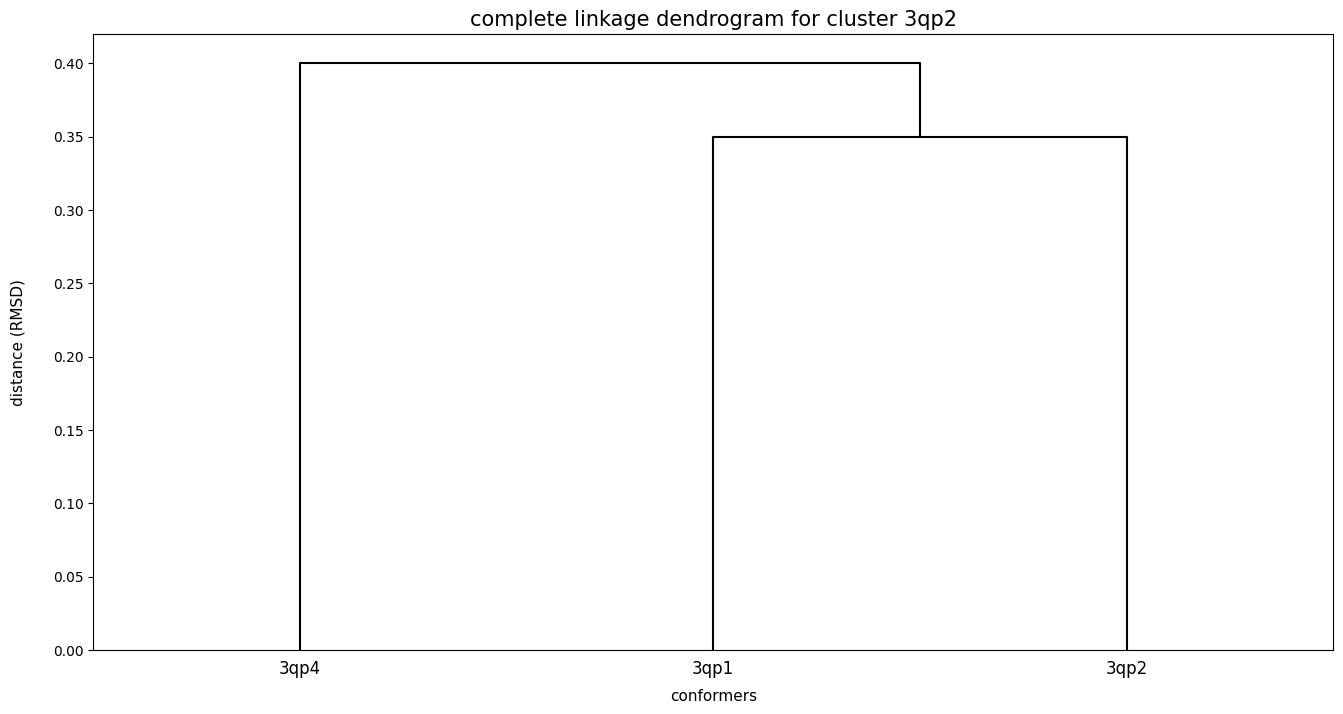 complete linkage dendrogram for cluster 3qp2
0.40
0.35
0.30
0.25
0.20
0.15
0.10
0.05
0.00
distance (RMSD)
3qp4 3qp1 3qp2
conformers